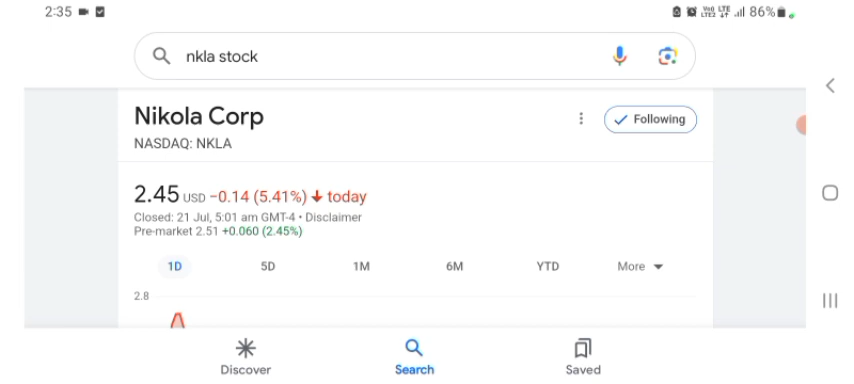 2:35 86%
nkla stock
Nikola Corp
Following
NASDAQ: NKLA
2.45 USD −0.14 (5.41%) today
Closed: 21 Jul, 5:01 am GMT-4 • Disclaimer
Pre-market 2.51 +0.060 (2.45%)
1D 5D 1M 6M YTD More
2.8
Discover Search Saved